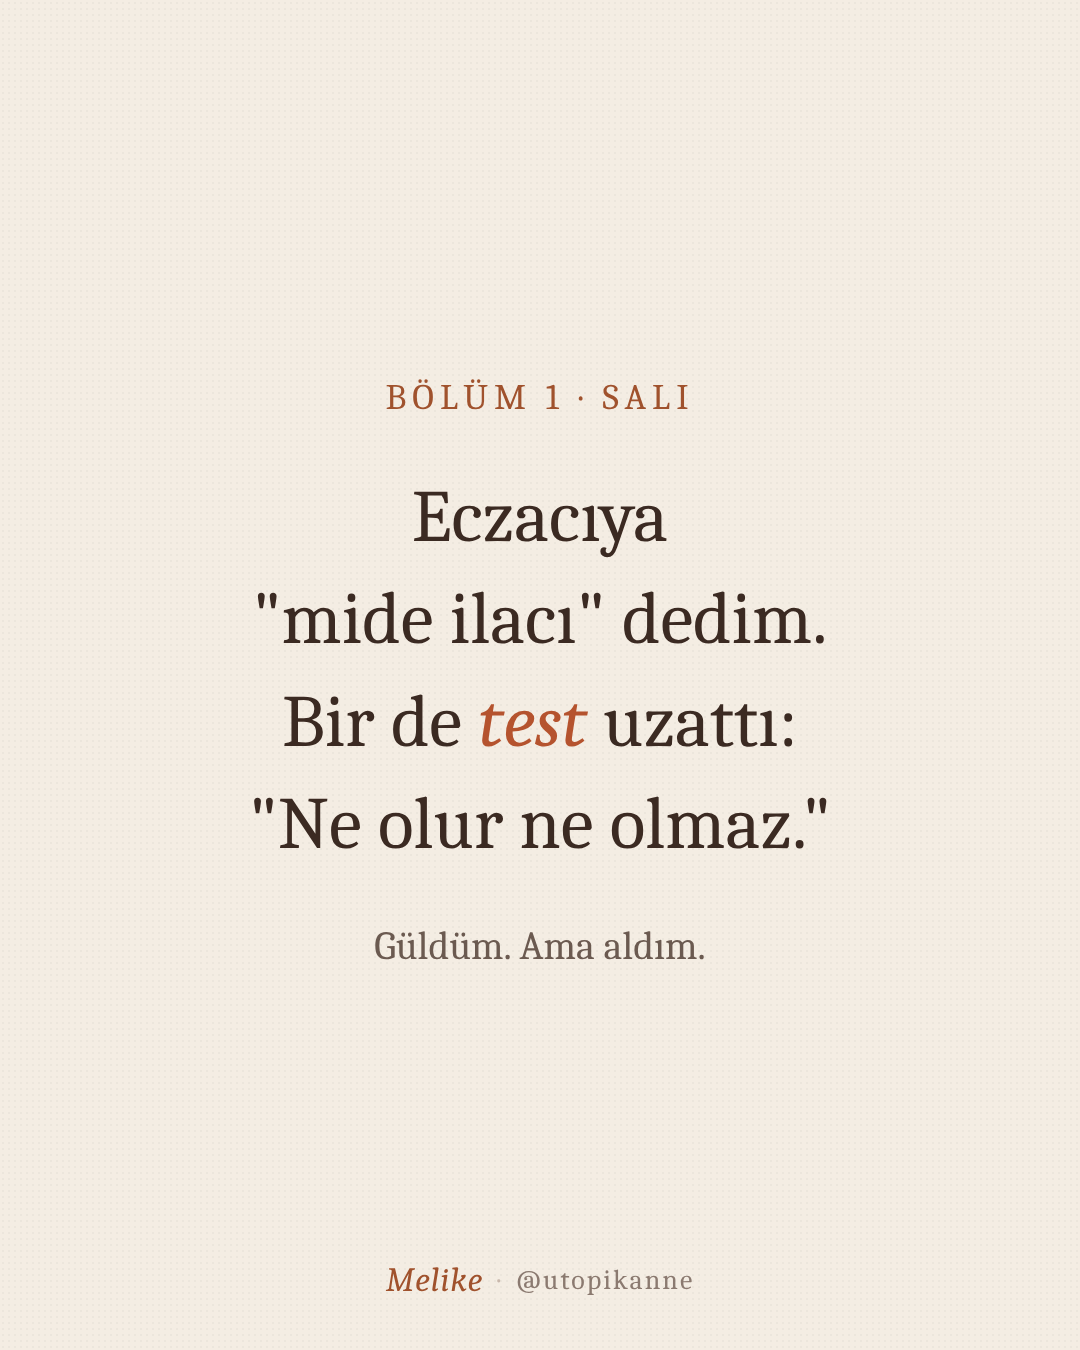 BÖLÜM 1 · SALI
Eczacıya
"mide ilacı" dedim.
Bir de test uzattı:
"Ne olur ne olmaz."
Güldüm. Ama aldım.
Melike · @utopikanne